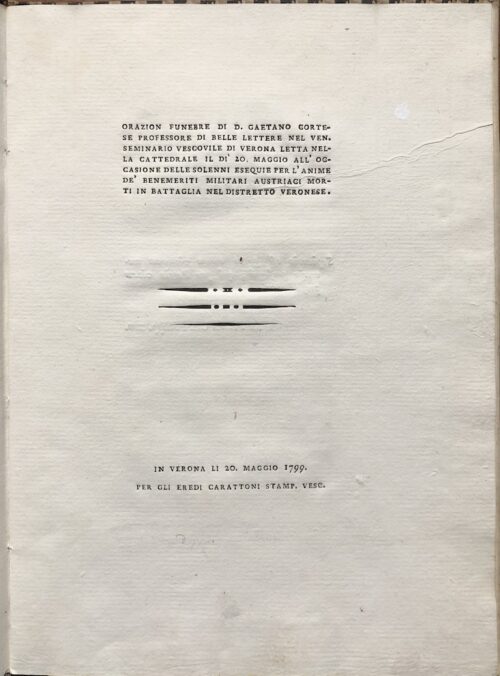 ORAZION FUNEBRE DI D. GAETANO CORTE-
SE PROFESSORE DI BELLE LETTERE NEL VEN.
SEMINARIO VESCOVILE DI VERONA LETTA NEL-
LA CATTEDRALE IL DI' 20. MAGGIO ALL' OC-
CASIONE DELLE SOLENNI ESEQUIE PER L'ANIME
DE' BENEMERITI MILITARI AUSTRIACI MOR-
TI IN BATTAGLIA NEL DISTRETTO VERONESE.
IN VERONA LI 20. MAGGIO 1799.
PER GLI EREDI CARATTONI STAMP. VESC.